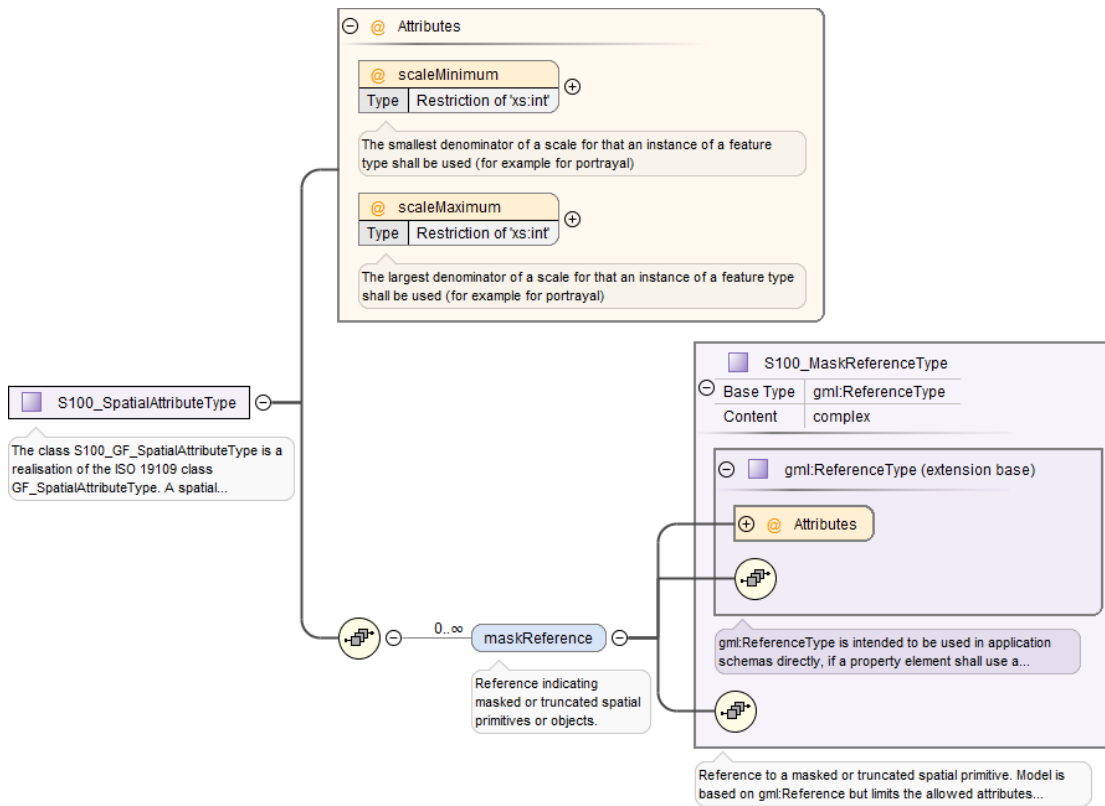 @ Attributes
@ scaleMinimum
Type Restriction of 'xs:int'
The smallest denominator of a scale for that an instance of a feature
type shall be used (for example for portrayal)
@ scaleMaximum
Type Restriction of 'xs:int'
The largest denominator of a scale for that an instance of a feature type
shall be used (for example for portrayal)
S100_SpatialAttributeType
The class S100_GF_SpatialAttributeType is a
realisation of the ISO 19109 class
GF_SpatialAttributeType. A spatial...
0..∞
maskReference
Reference indicating
masked or truncated spatial
primitives or objects.
S100_MaskReferenceType
Base Type gml:ReferenceType
Content complex
gml:ReferenceType (extension base)
@ Attributes
gml:ReferenceType is intended to be used in application
schemas directly, if a property element shall use a...
Reference to a masked or truncated spatial primitive. Model is
based on gml:Reference but limits the allowed attributes...